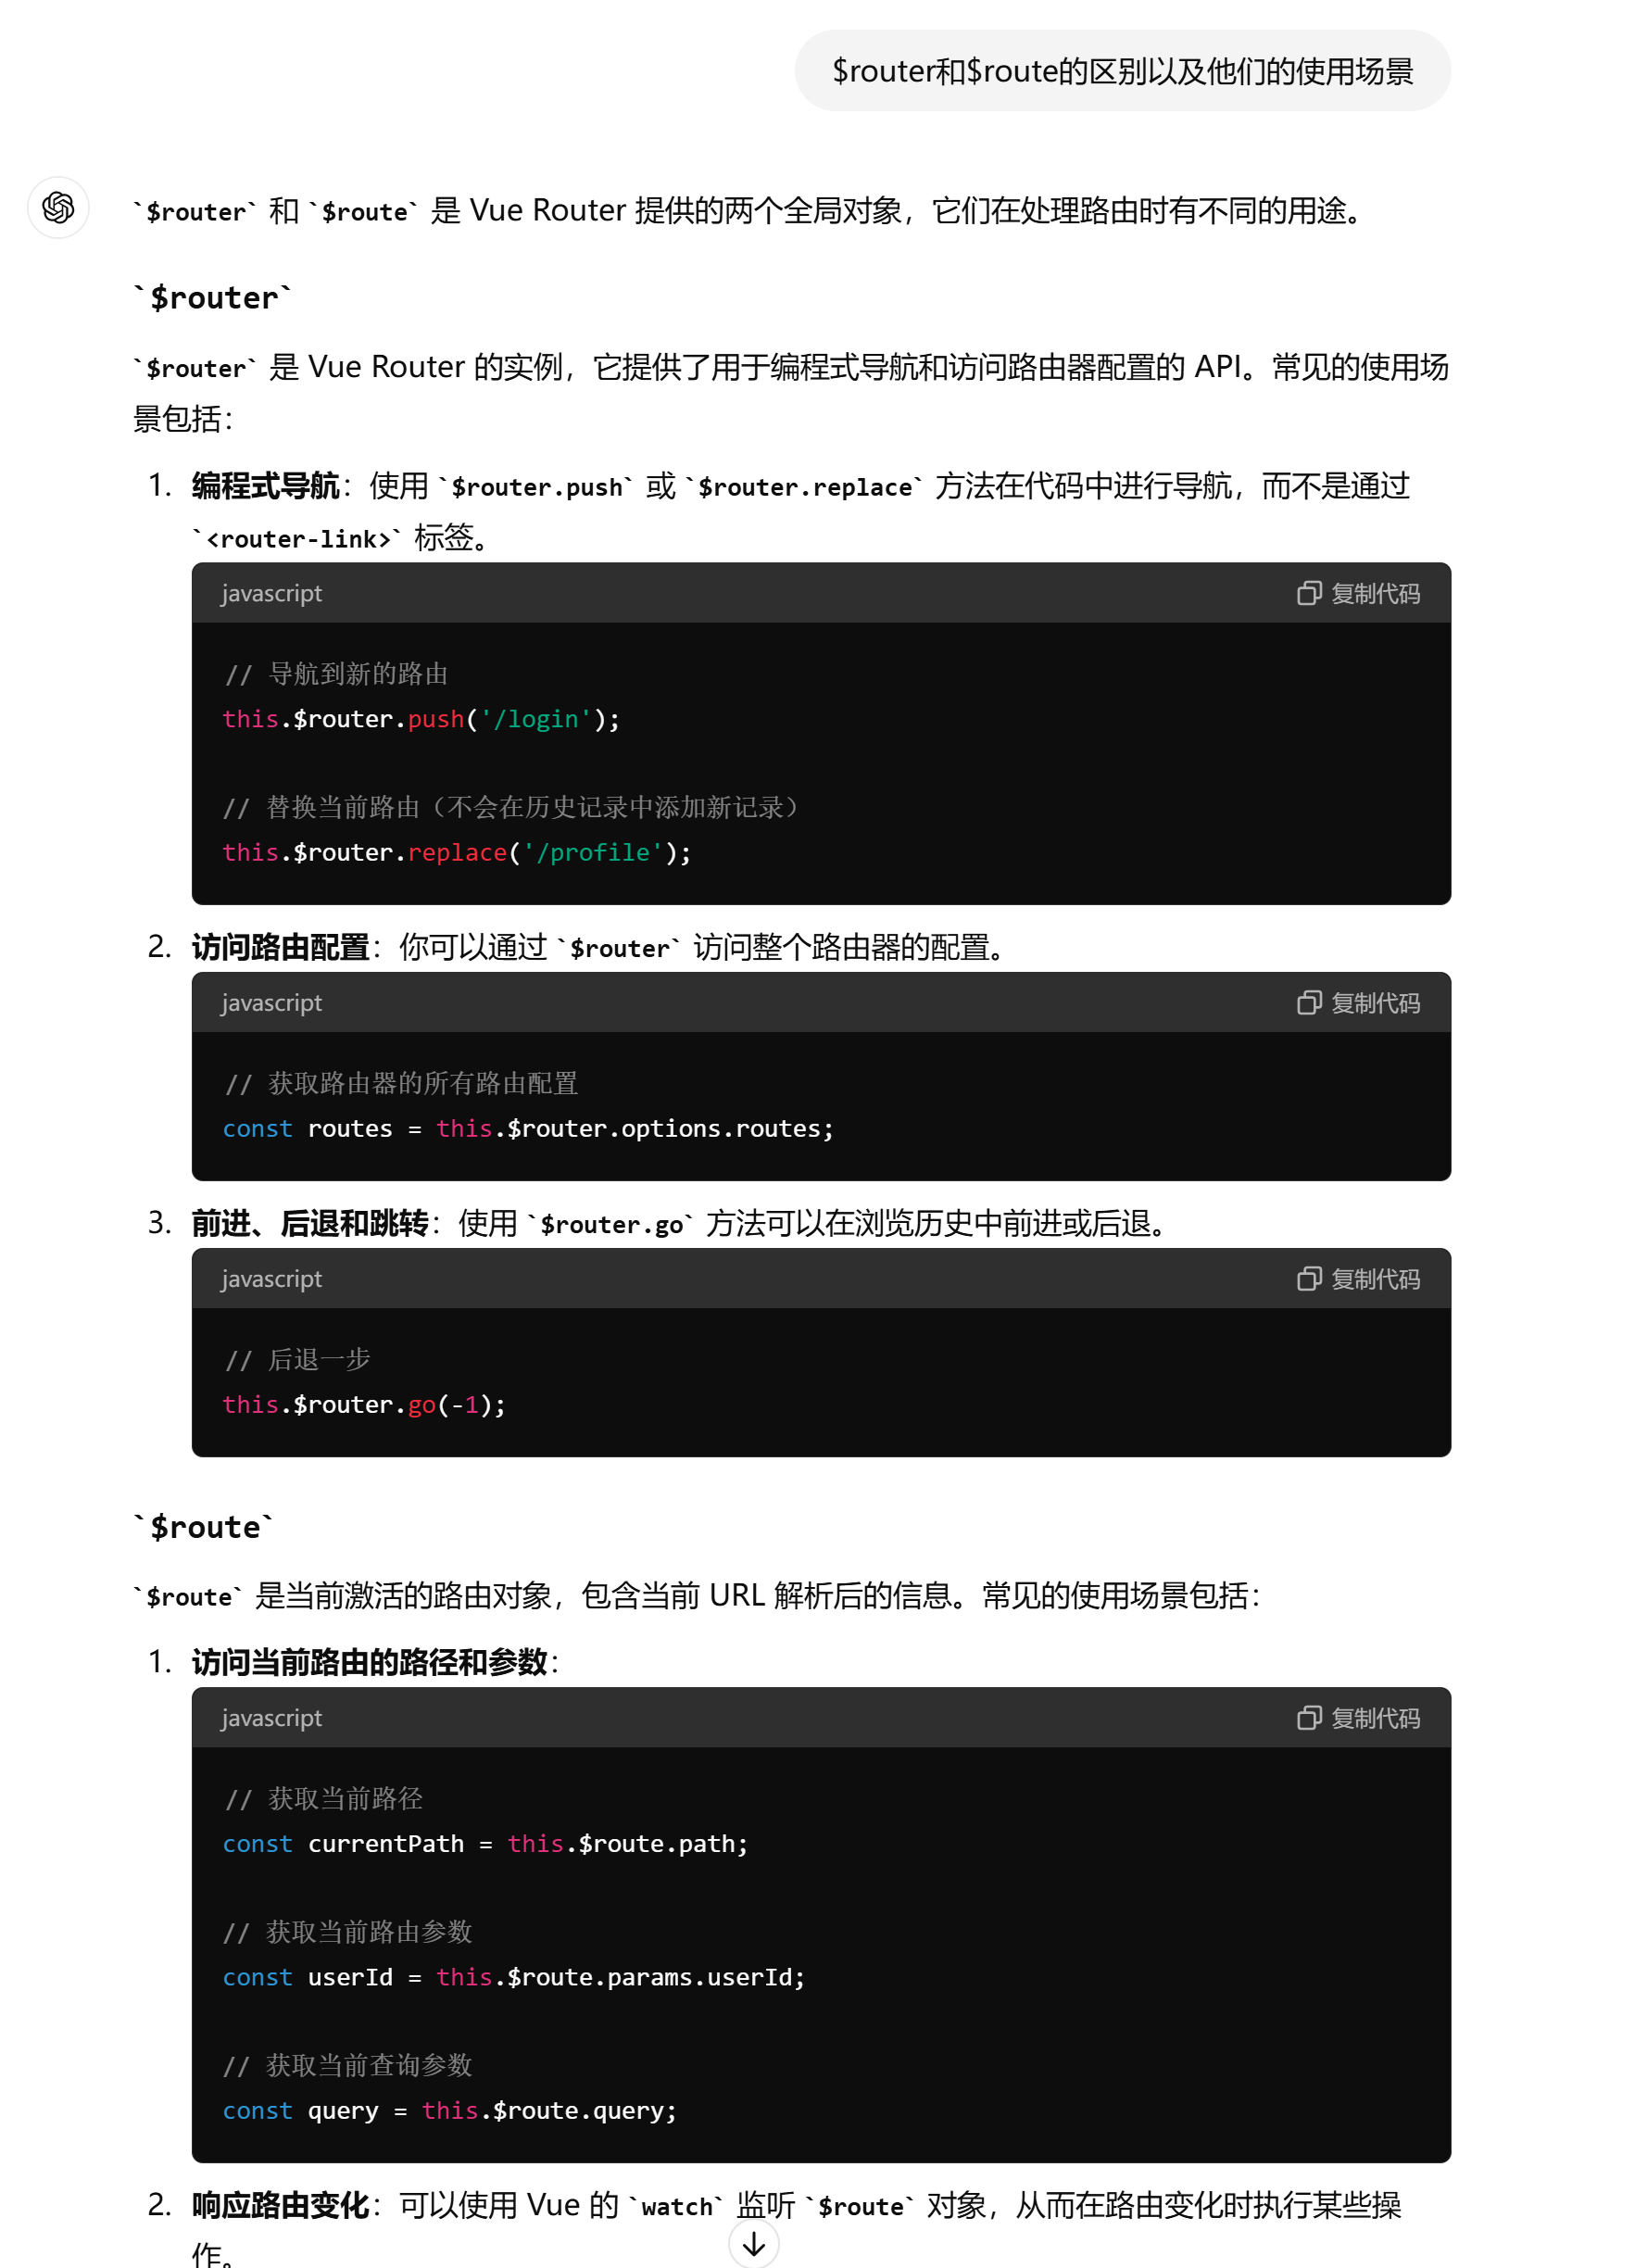 $router和$route的区别以及他们的使用场景
`$router` 和 `$route` 是 Vue Router 提供的两个全局对象，它们在处理路由时有不同的用途。
`$router`
`$router` 是 Vue Router 的实例，它提供了用于编程式导航和访问路由器配置的 API。常见的使用场
景包括：
1. 编程式导航：使用 `$router.push` 或 `$router.replace` 方法在代码中进行导航，而不是通过
`<router-link>` 标签。
javascript 复制代码
// 导航到新的路由
this.$router.push('/login');
// 替换当前路由（不会在历史记录中添加新记录）
this.$router.replace('/profile');
2. 访问路由配置：你可以通过 `$router` 访问整个路由器的配置。
javascript 复制代码
// 获取路由器的所有路由配置
const routes = this.$router.options.routes;
3. 前进、后退和跳转：使用 `$router.go` 方法可以在浏览历史中前进或后退。
javascript 复制代码
// 后退一步
this.$router.go(-1);
`$route`
`$route` 是当前激活的路由对象，包含当前 URL 解析后的信息。常见的使用场景包括：
1. 访问当前路由的路径和参数：
javascript 复制代码
// 获取当前路径
const currentPath = this.$route.path;
// 获取当前路由参数
const userId = this.$route.params.userId;
// 获取当前查询参数
const query = this.$route.query;
2. 响应路由变化：可以使用 Vue 的 `watch` 监听 `$route` 对象，从而在路由变化时执行某些操
作。